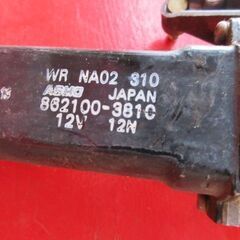 WR NA02 310
ASMO JAPAN
862100-3810
12V 12N